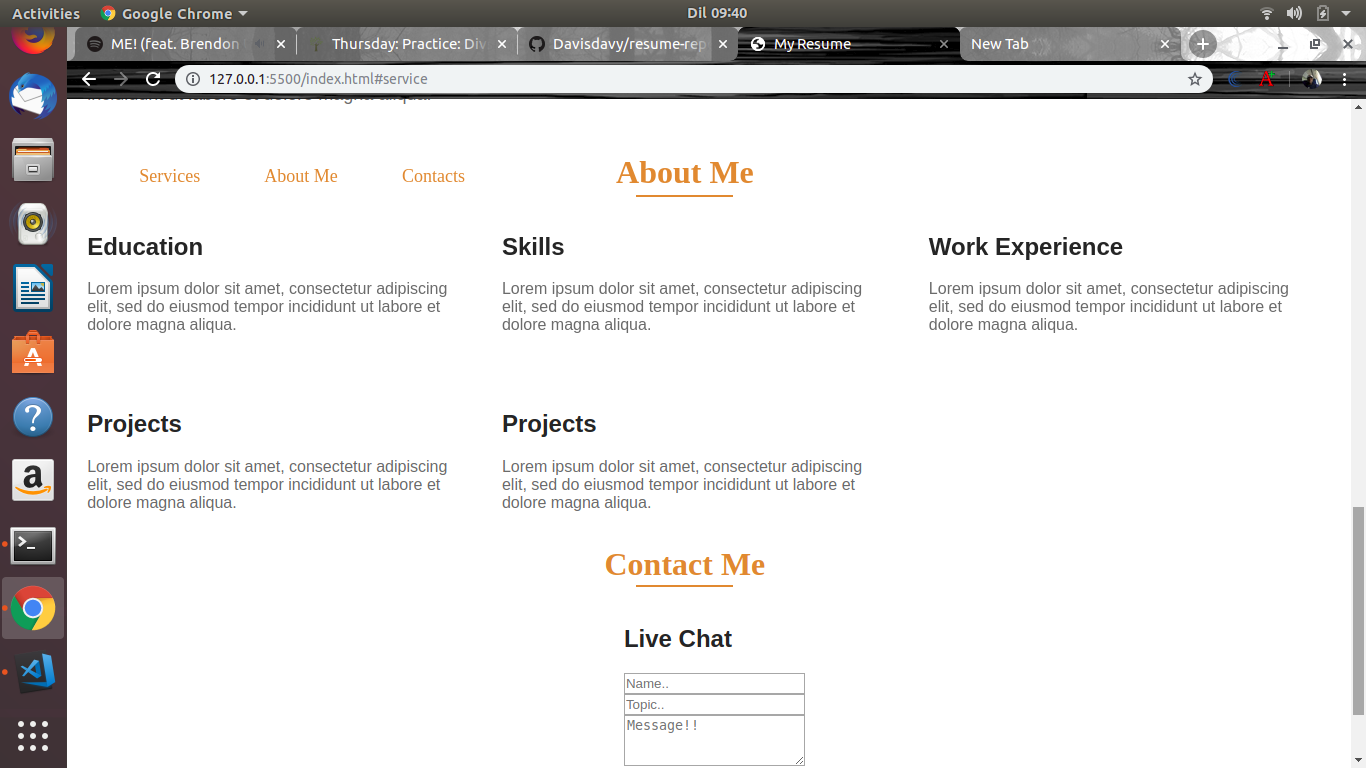 Activities Google Chrome Dil 09:40
ME! (feat. Brendon Thursday: Practice: Div Davisdavy/resume-rep My Resume New Tab
127.0.0.1:5500/index.html#service
incididunt ut labore et dolore magna aliqua.
Services About Me Contacts
About Me
Education
Lorem ipsum dolor sit amet, consectetur adipiscing
elit, sed do eiusmod tempor incididunt ut labore et
dolore magna aliqua.
Skills
Lorem ipsum dolor sit amet, consectetur adipiscing
elit, sed do eiusmod tempor incididunt ut labore et
dolore magna aliqua.
Work Experience
Lorem ipsum dolor sit amet, consectetur adipiscing
elit, sed do eiusmod tempor incididunt ut labore et
dolore magna aliqua.
Projects
Lorem ipsum dolor sit amet, consectetur adipiscing
elit, sed do eiusmod tempor incididunt ut labore et
dolore magna aliqua.
Projects
Lorem ipsum dolor sit amet, consectetur adipiscing
elit, sed do eiusmod tempor incididunt ut labore et
dolore magna aliqua.
Contact Me
Live Chat
Name..
Topic..
Message!!